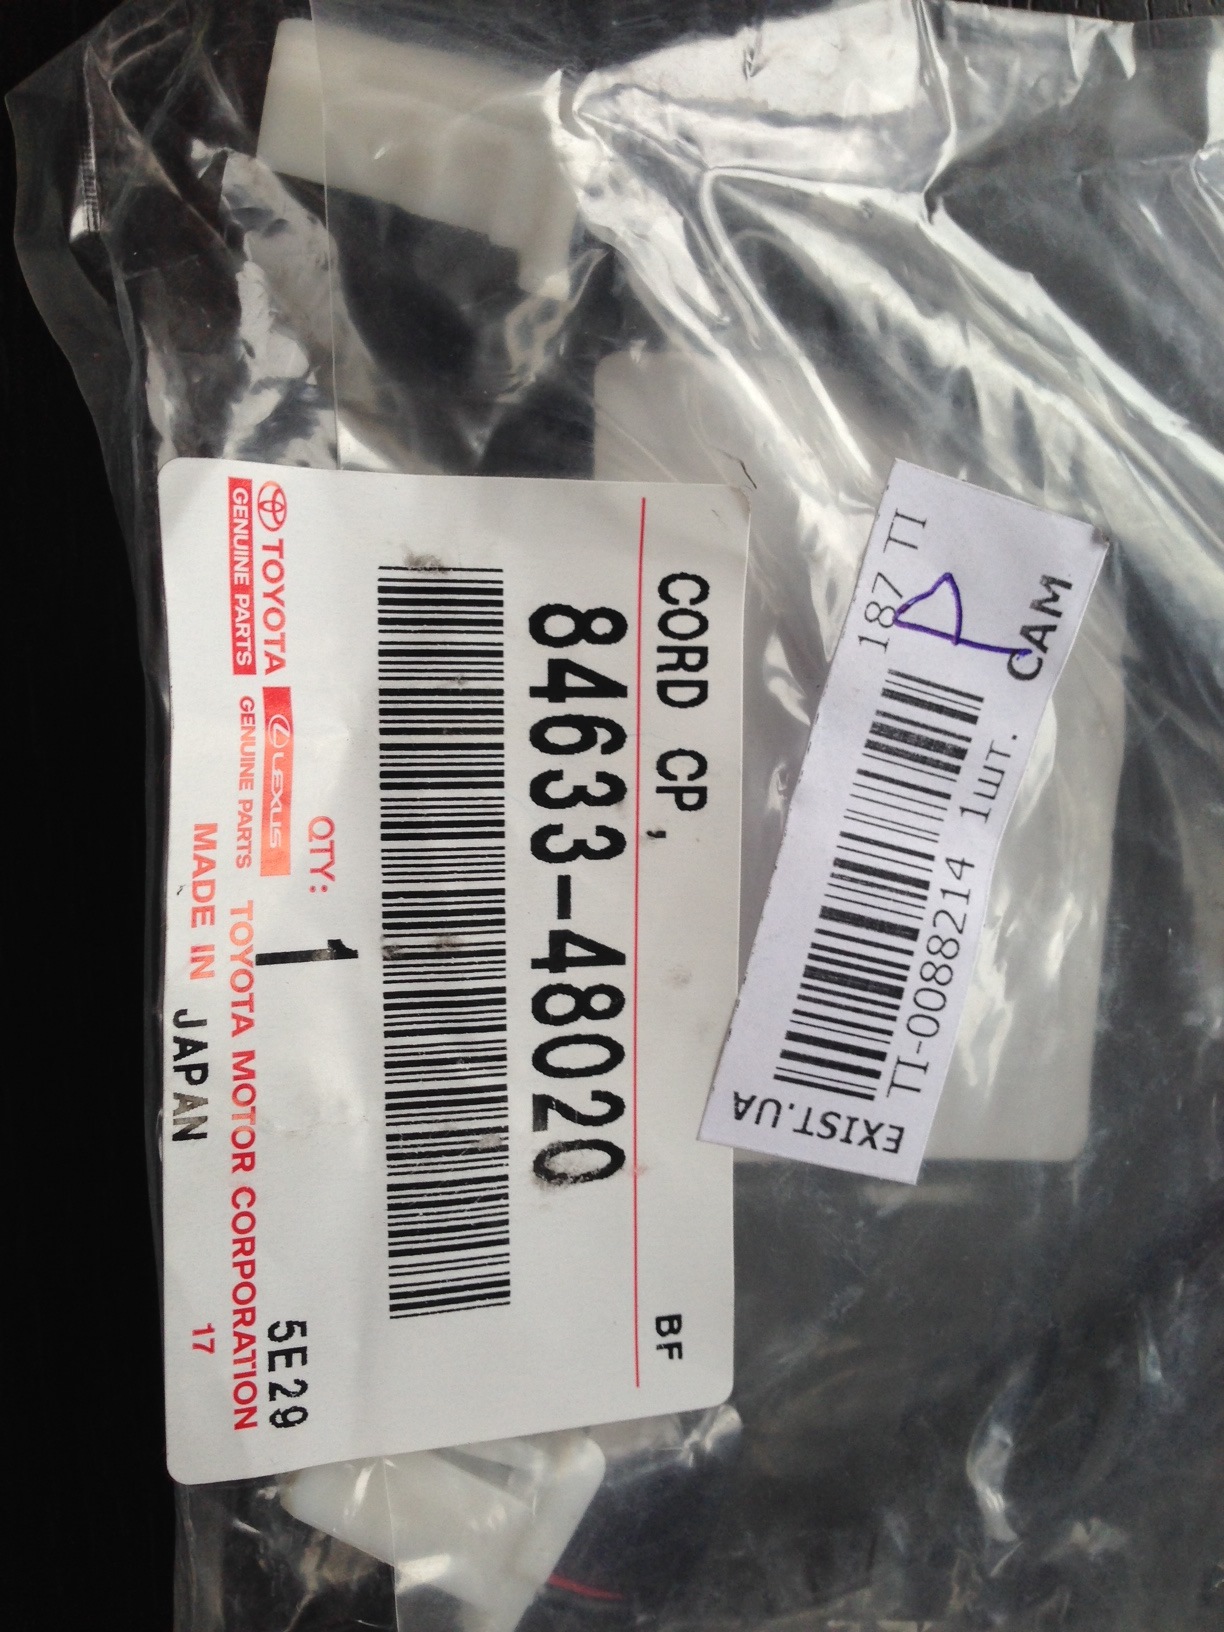 CORD CP,
BF
84633-48020
QTY: 1
5E29
TOYOTA
GENUINE PARTS
LEXUS
GENUINE PARTS
TOYOTA MOTOR CORPORATION
MADE IN JAPAN
17
187 TI
САМ
TI-0088214 1шт.
EXIST.UA